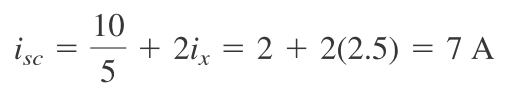 i_sc = 10/5 + 2i_x = 2 + 2(2.5) = 7 A